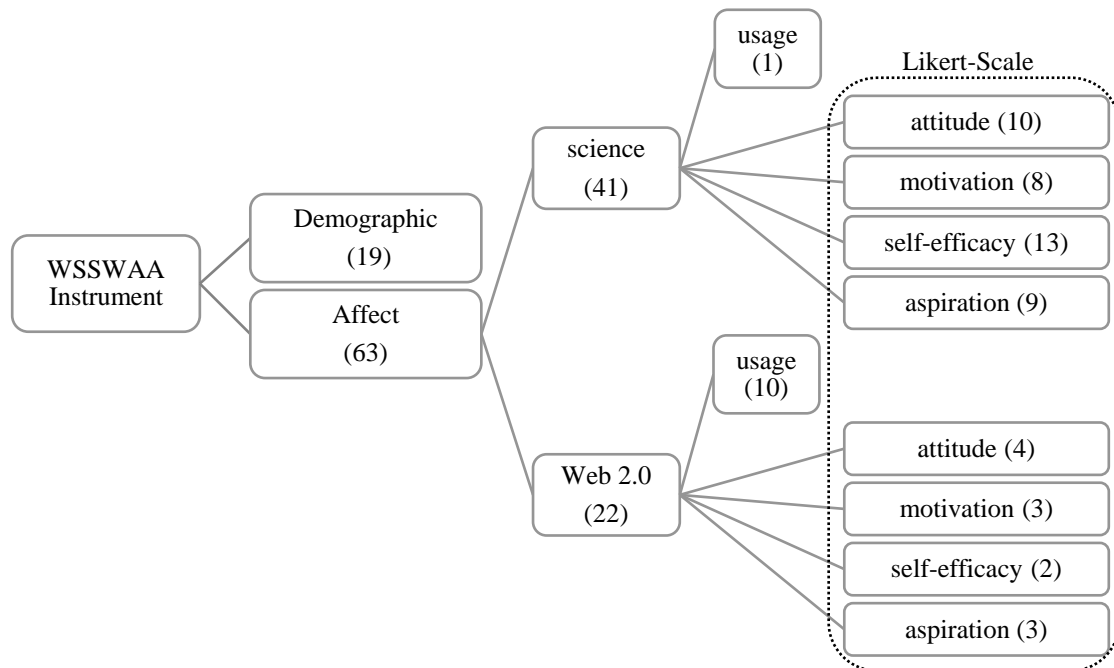 WSSWAA
Instrument
Demographic
(19)
Affect
(63)
science
(41)
Web 2.0
(22)
usage
(1)
Likert-Scale
attitude (10)
motivation (8)
self-efficacy (13)
aspiration (9)
usage
(10)
attitude (4)
motivation (3)
self-efficacy (2)
aspiration (3)